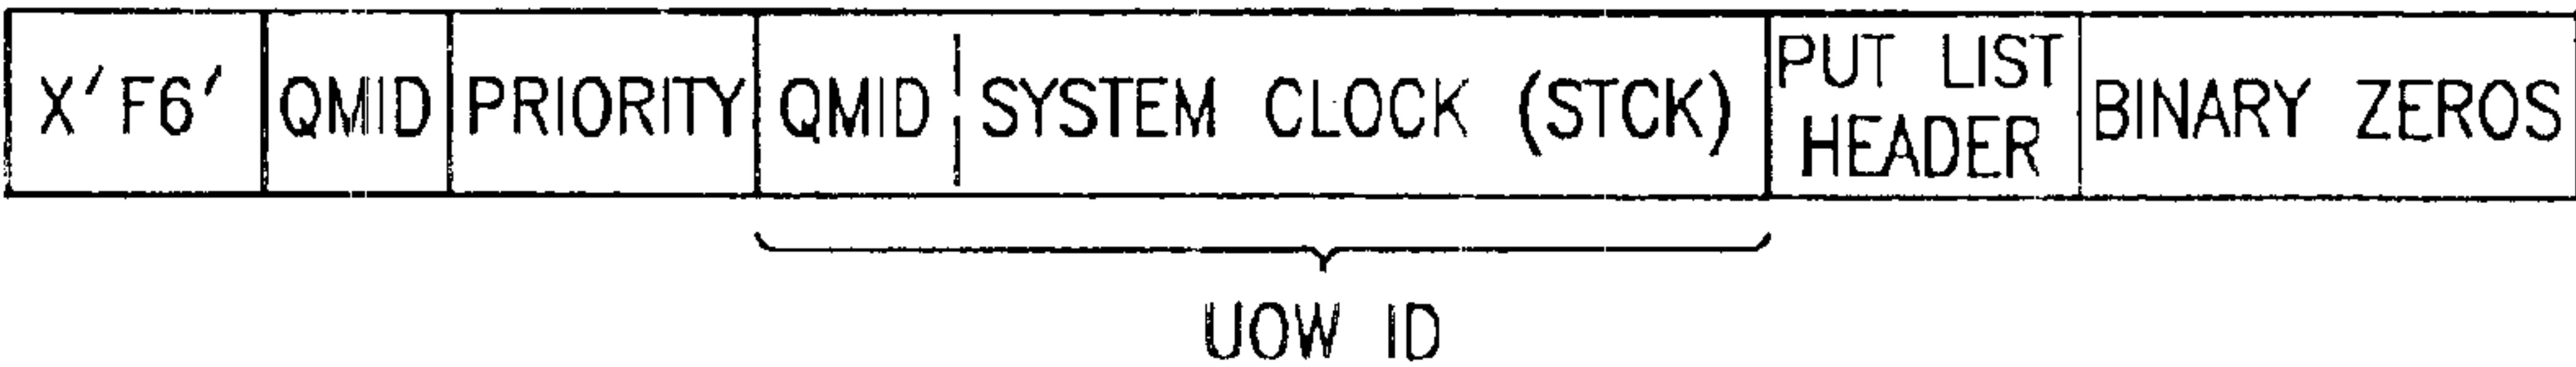 X'F6' QMID PRIORITY QMID SYSTEM CLOCK (STCK) PUT LIST HEADER BINARY ZEROS
UOW ID